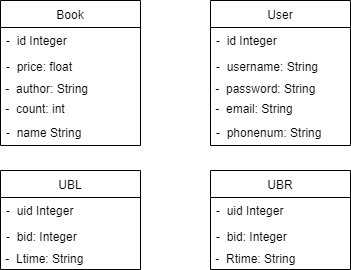 Book
- id Integer
- price: float
- author: String
- count: int
- name String
User
- id Integer
- username: String
- password: String
- email: String
- phonenum: String
UBL
- uid Integer
- bid: Integer
- Ltime: String
UBR
- uid Integer
- bid: Integer
- Rtime: String